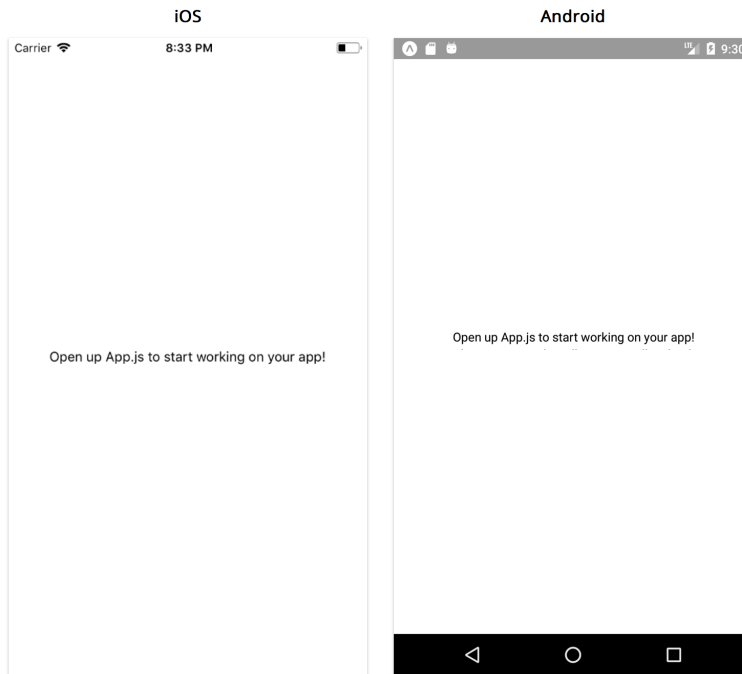 iOS
Android
Carrier
8:33 PM
LTE
9:30
Open up App.js to start working on your app!
Open up App.js to start working on your app!